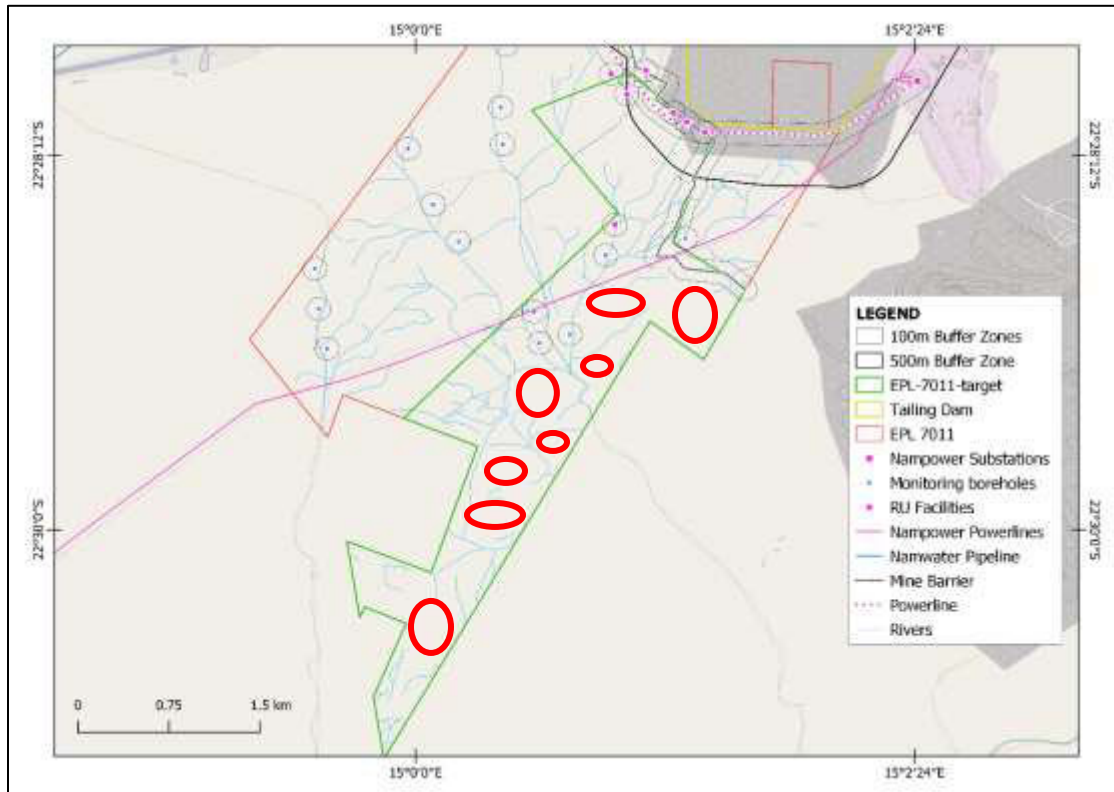 15°0'0"E
15°2'24"E
22°28'12"S
22°28'12"S
LEGEND
100m Buffer Zones
500m Buffer Zone
EPL-7011-target
Tailing Dam
EPL 7011
Nampower Substations
Monitoring boreholes
RU Facilities
Nampower Powerlines
Namwater Pipeline
Mine Barrier
Powerline
Rivers
22°30'0"S
22°30'0"S
0 0.75 1.5 km
15°0'0"E
15°2'24"E